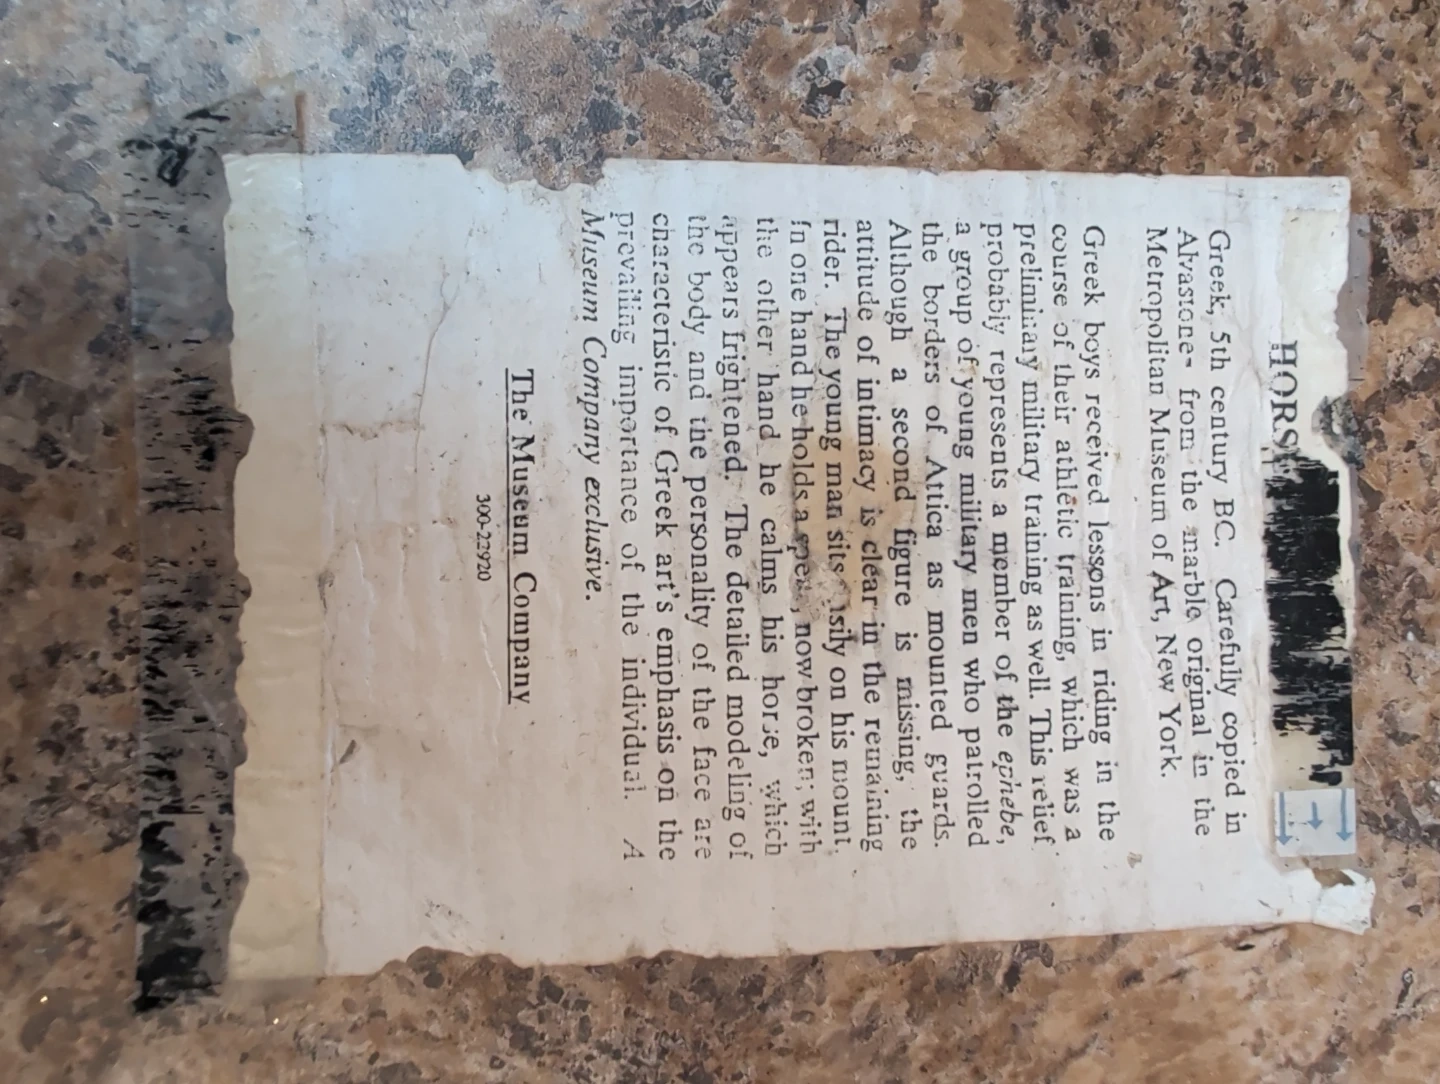 HORS
Greek, 5th century BC. Carefully copied in
Alvastone- from the marble original in the
Metropolitan Museum of Art, New York.
Greek boys received lessons in riding in the
course of their athletic training, which was a
preliminary military training as well. This relief
probably represents a member of the ephebe,
a group of young military men who patrolled
the borders of Attica as mounted guards.
Although a second figure is missing, the
attitude of intimacy is clear in the remaining
rider. The young man sits on his mount.
In one hand he holds a now broken; with
the other hand he calms his horse, which
appears frightened. The detailed modeling of
the body and the personality of the face are
characteristic of Greek art's emphasis on the
prevailing importance of the individual. A
Museum Company exclusive.
The Museum Company
300-22920